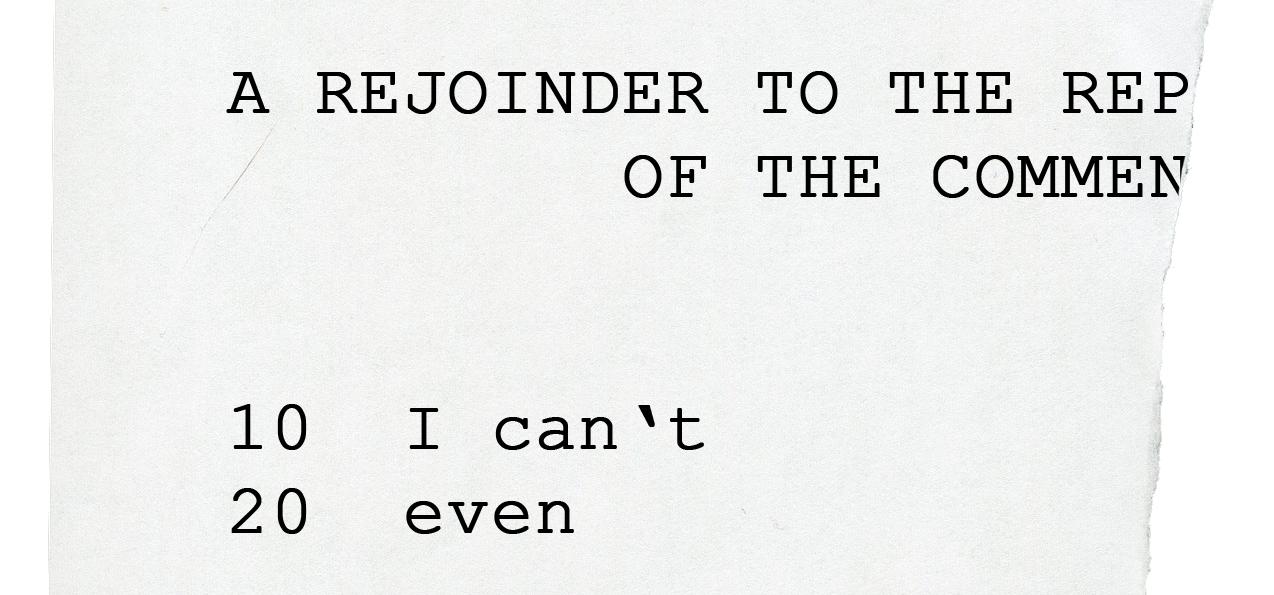 A REJOINDER TO THE REP
OF THE COMMEN
10 I can‘t
20 even